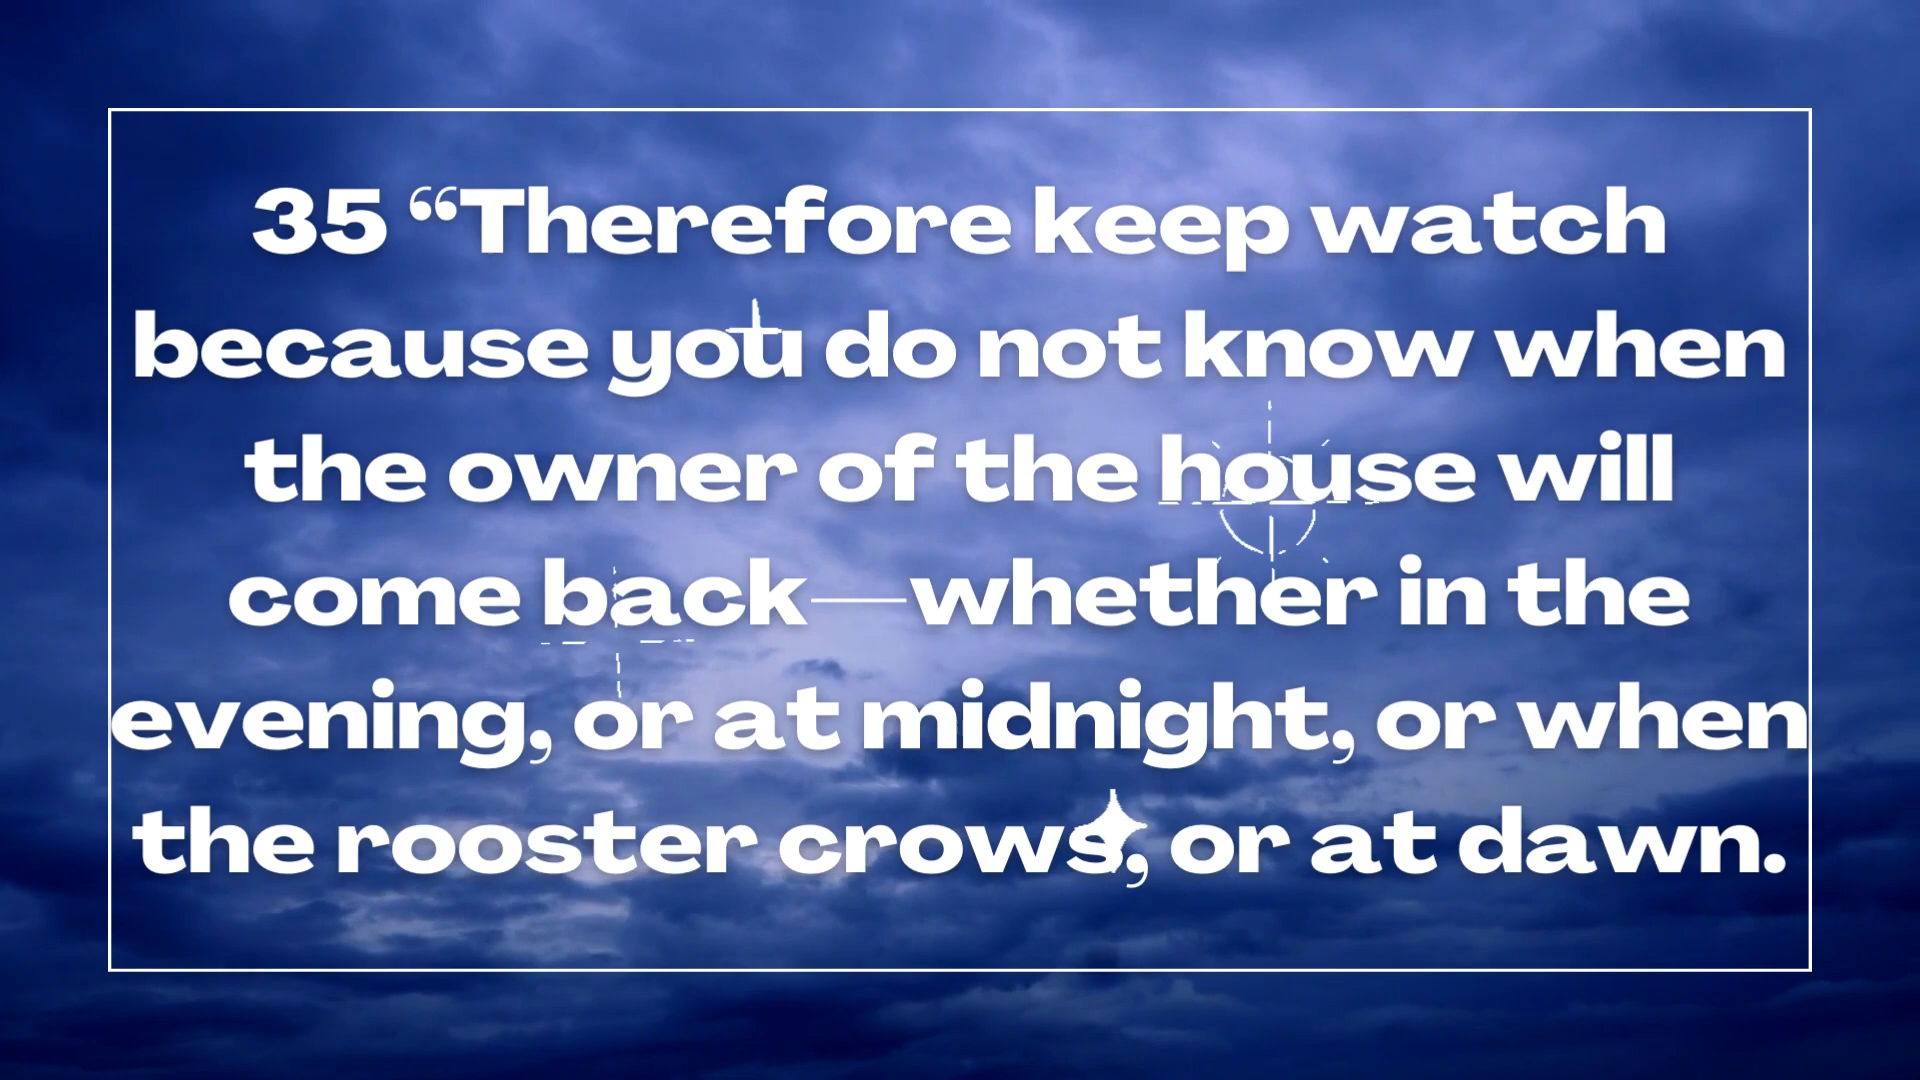 35 “Therefore keep watch
because you do not know when
the owner of the house will
come back—whether in the
evening, or at midnight, or when
the rooster crows, or at dawn.